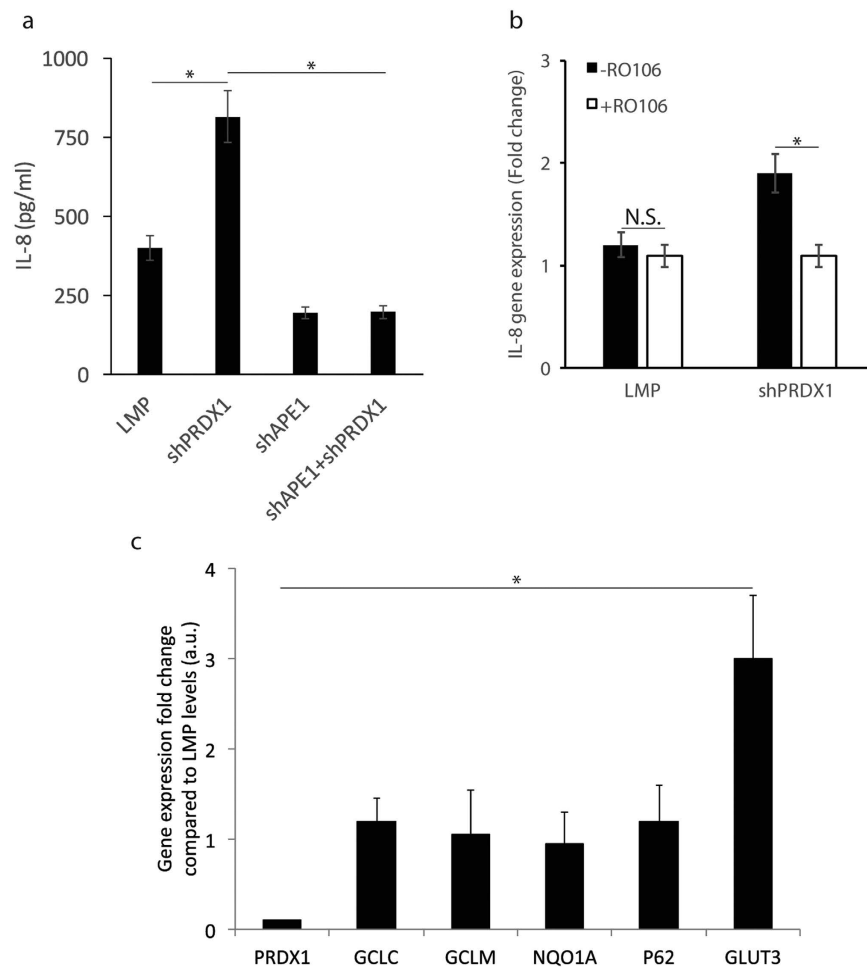 a
1000
750
500
250
0
IL-8 (pg/ml)
*
*
LMP
shPRDX1
shAPE1
shAPE1+shPRDX1
b
3
2
1
0
IL-8 gene expression (Fold change)
-RO106
+RO106
N.S.
*
LMP
shPRDX1
c
4
3
2
1
0
Gene expression fold change
compared to LMP levels (a.u.)
*
PRDX1
GCLC
GCLM
NQO1A
P62
GLUT3